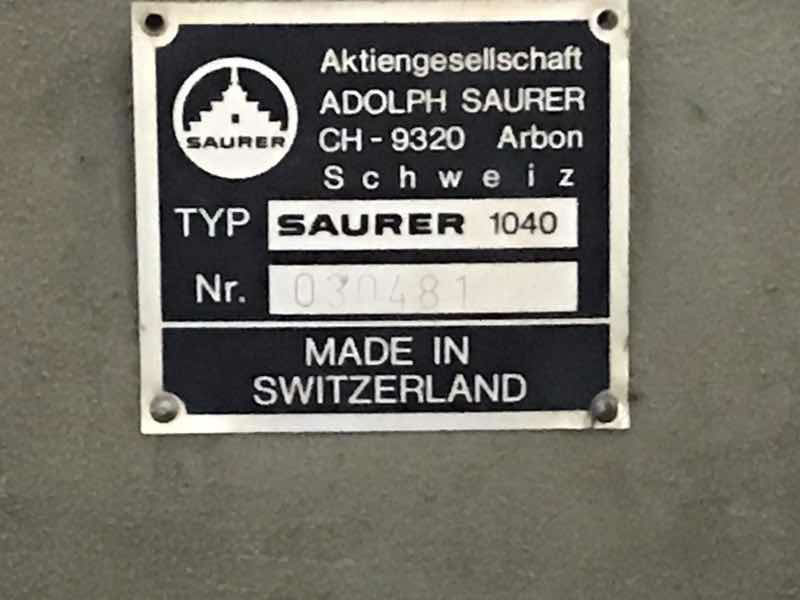 SAURER
Aktiengesellschaft
ADOLPH SAURER
CH-9320 Arbon
Schweiz
TYP SAURER 1040
Nr. 030481
MADE IN
SWITZERLAND